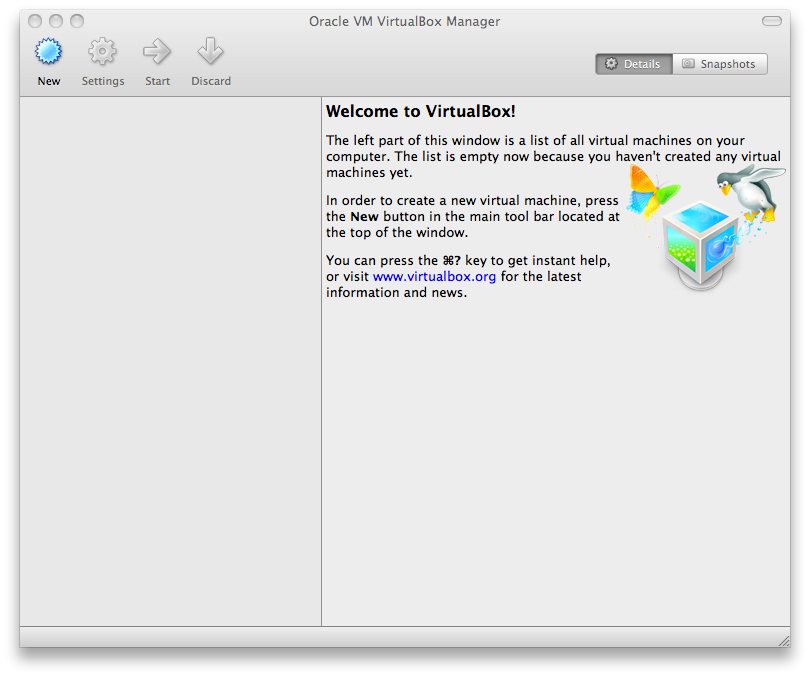 Oracle VM VirtualBox Manager
New Settings Start Discard Details Snapshots
Welcome to VirtualBox!
The left part of this window is a list of all virtual machines on your
computer. The list is empty now because you haven't created any virtual
machines yet.
In order to create a new virtual machine, press
the New button in the main tool bar located at
the top of the window.
You can press the ⌘? key to get instant help,
or visit www.virtualbox.org for the latest
information and news.